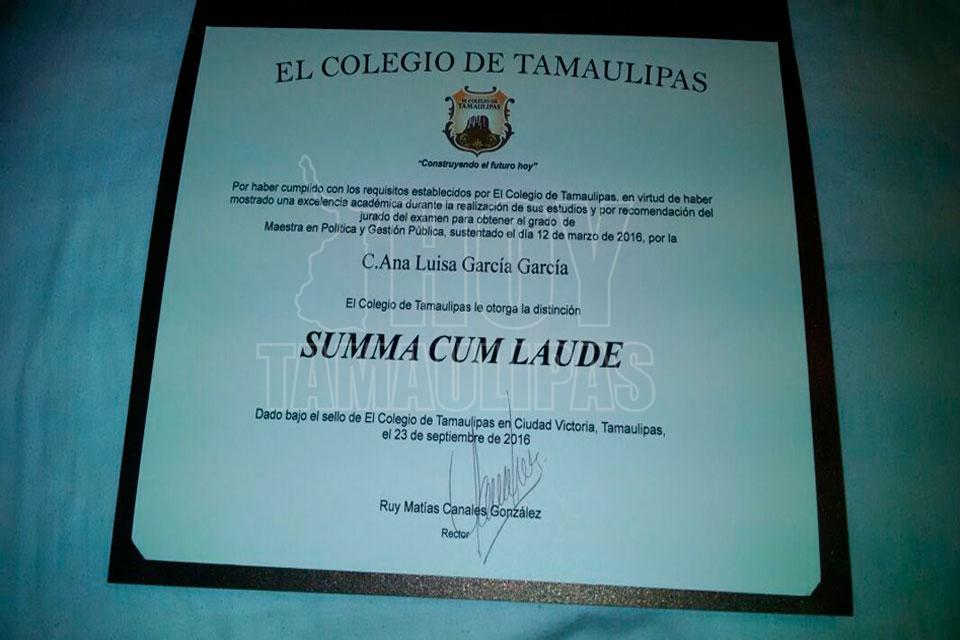 EL COLEGIO DE TAMAULIPAS
EL COLEGIO DE
TAMAULIPAS
"Construyendo el futuro hoy"
Por haber cumplido con los requisitos establecidos por El Colegio de Tamaulipas, en virtud de haber
mostrado una excelencia académica durante la realización de sus estudios y por recomendación del
jurado del examen para obtener el grado de
Maestra en Política y Gestión Pública, sustentado el día 12 de marzo de 2016, por la
C.Ana Luisa García García
El Colegio de Tamaulipas le otorga la distinción
HOY
SUMMA CUM LAUDE
TAMAULIPAS
Dado bajo el sello de El Colegio de Tamaulipas en Ciudad Victoria, Tamaulipas,
el 23 de septiembre de 2016
Ruy Matías Canales González
Rector